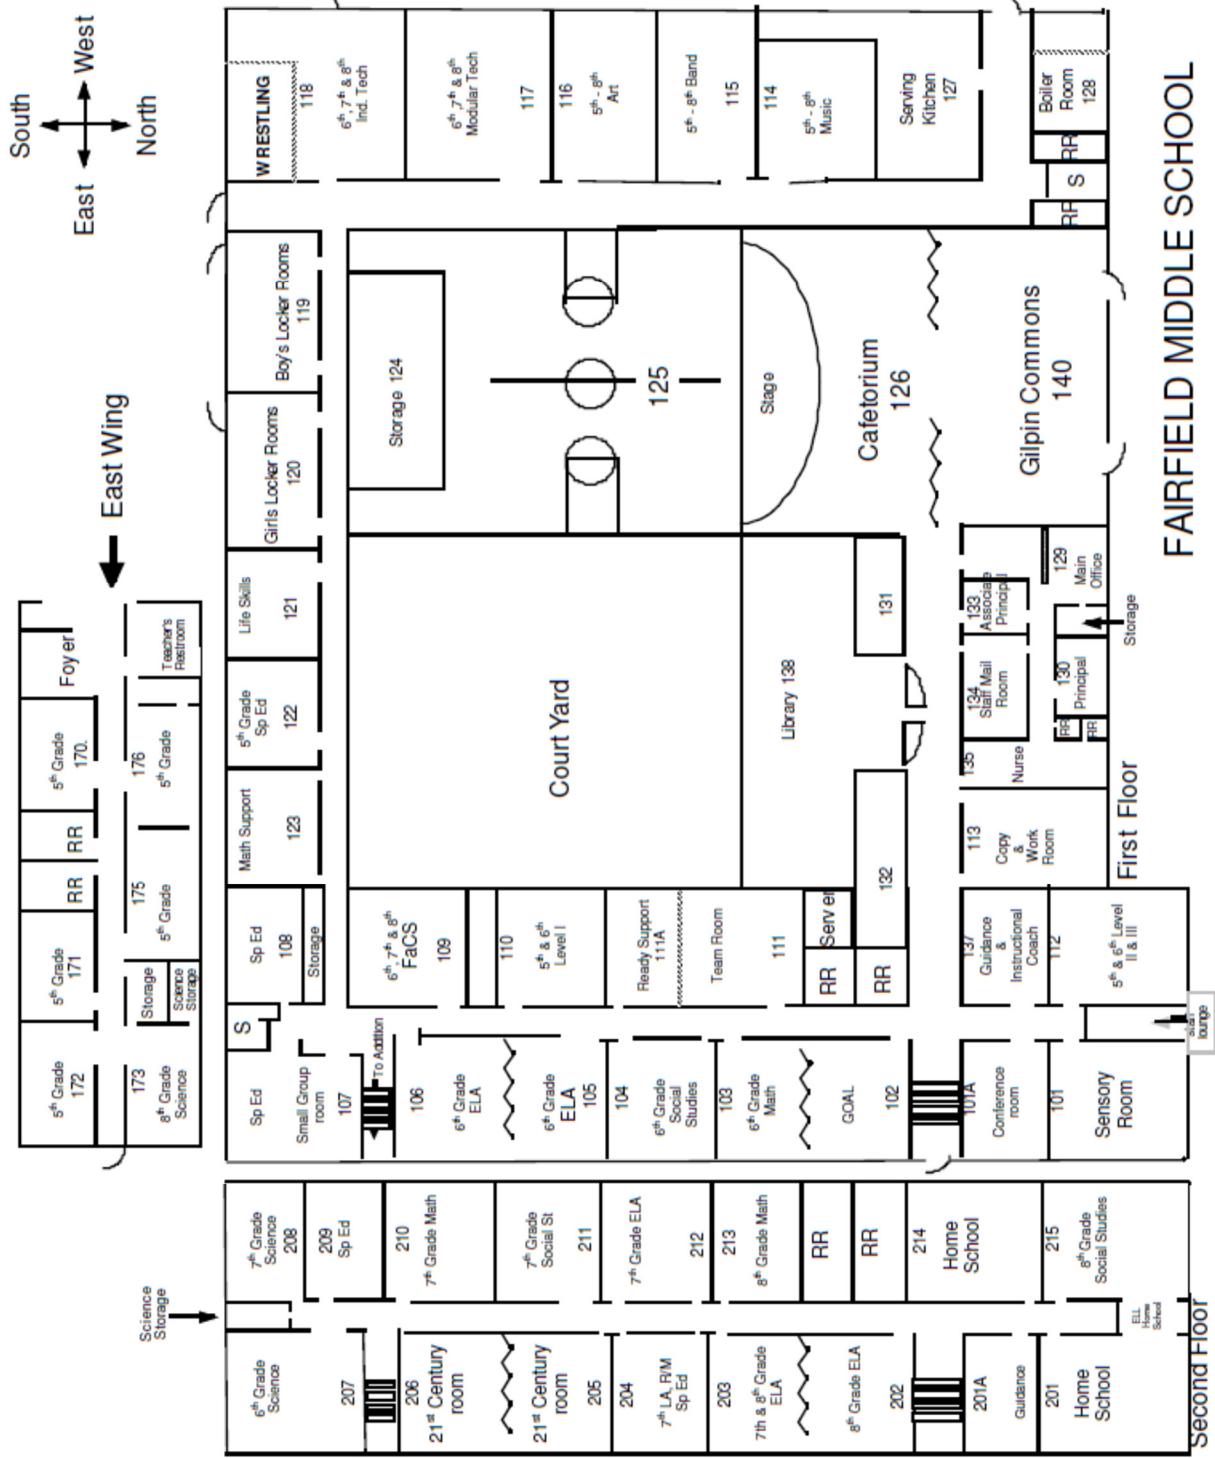 South
West
East
North
East Wing
Foyer
Teacher's
Restroom
5th Grade
170.
176
5th Grade
RR
RR
175
5th Grade
5th Grade
171
Storage
Science
Storage
5th Grade
172
173
8th Grade
Science
WRESTLING
118
6th, 7th & 8th
Ind. Tech
6th, 7th & 8th
Modular Tech
117
116
5th - 8th
Art
5th - 8th Band
115
114
5th - 8th
Music
Serving
Kitchen
127
Boiler
Room
128
RR
S
RR
Boy's Locker Rooms
119
Girls Locker Rooms
120
Life Skills
121
5th Grade
Sp Ed
122
Math Support
123
Storage 124
125
Stage
Cafetorium
126
Gilpin Commons
140
Court Yard
Library 138
131
132
133
Associate
Principal
129
Main
Office
Storage
134
Staff Mail
Room
130
Principal
RR
RR
135
Nurse
113
Copy
&
Work
Room
Sp Ed
108
Storage
6th, 7th & 8th
FaCS
109
110
5th & 6th
Level I
Ready Support
111A
Team Room
111
Server
RR
RR
137
Guidance
&
Instructional
Coach
112
5th & 6th Level
II & III
S
Sp Ed
Small Group
room
107
To Addition
106
6th Grade
ELA
6th Grade
ELA
105
104
6th Grade
Social
Studies
103
6th Grade
Math
GOAL
102
101A
Conference
room
101
Sensory
Room
lounge
First Floor
FAIRFIELD MIDDLE SCHOOL
Science
Storage
7th Grade
Science
208
209
Sp Ed
210
7th Grade Math
7th Grade
Social St
211
7th Grade ELA
212
213
8th Grade Math
RR
RR
214
Home
School
215
8th Grade
Social Studies
ELL
Home
School
6th Grade
Science
207
206
21st Century
room
21st Century
room
205
204
7th LA, R/M
Sp Ed
203
7th & 8th Grade
ELA
8th Grade ELA
202
201A
Guidance
201
Home
School
Second Floor